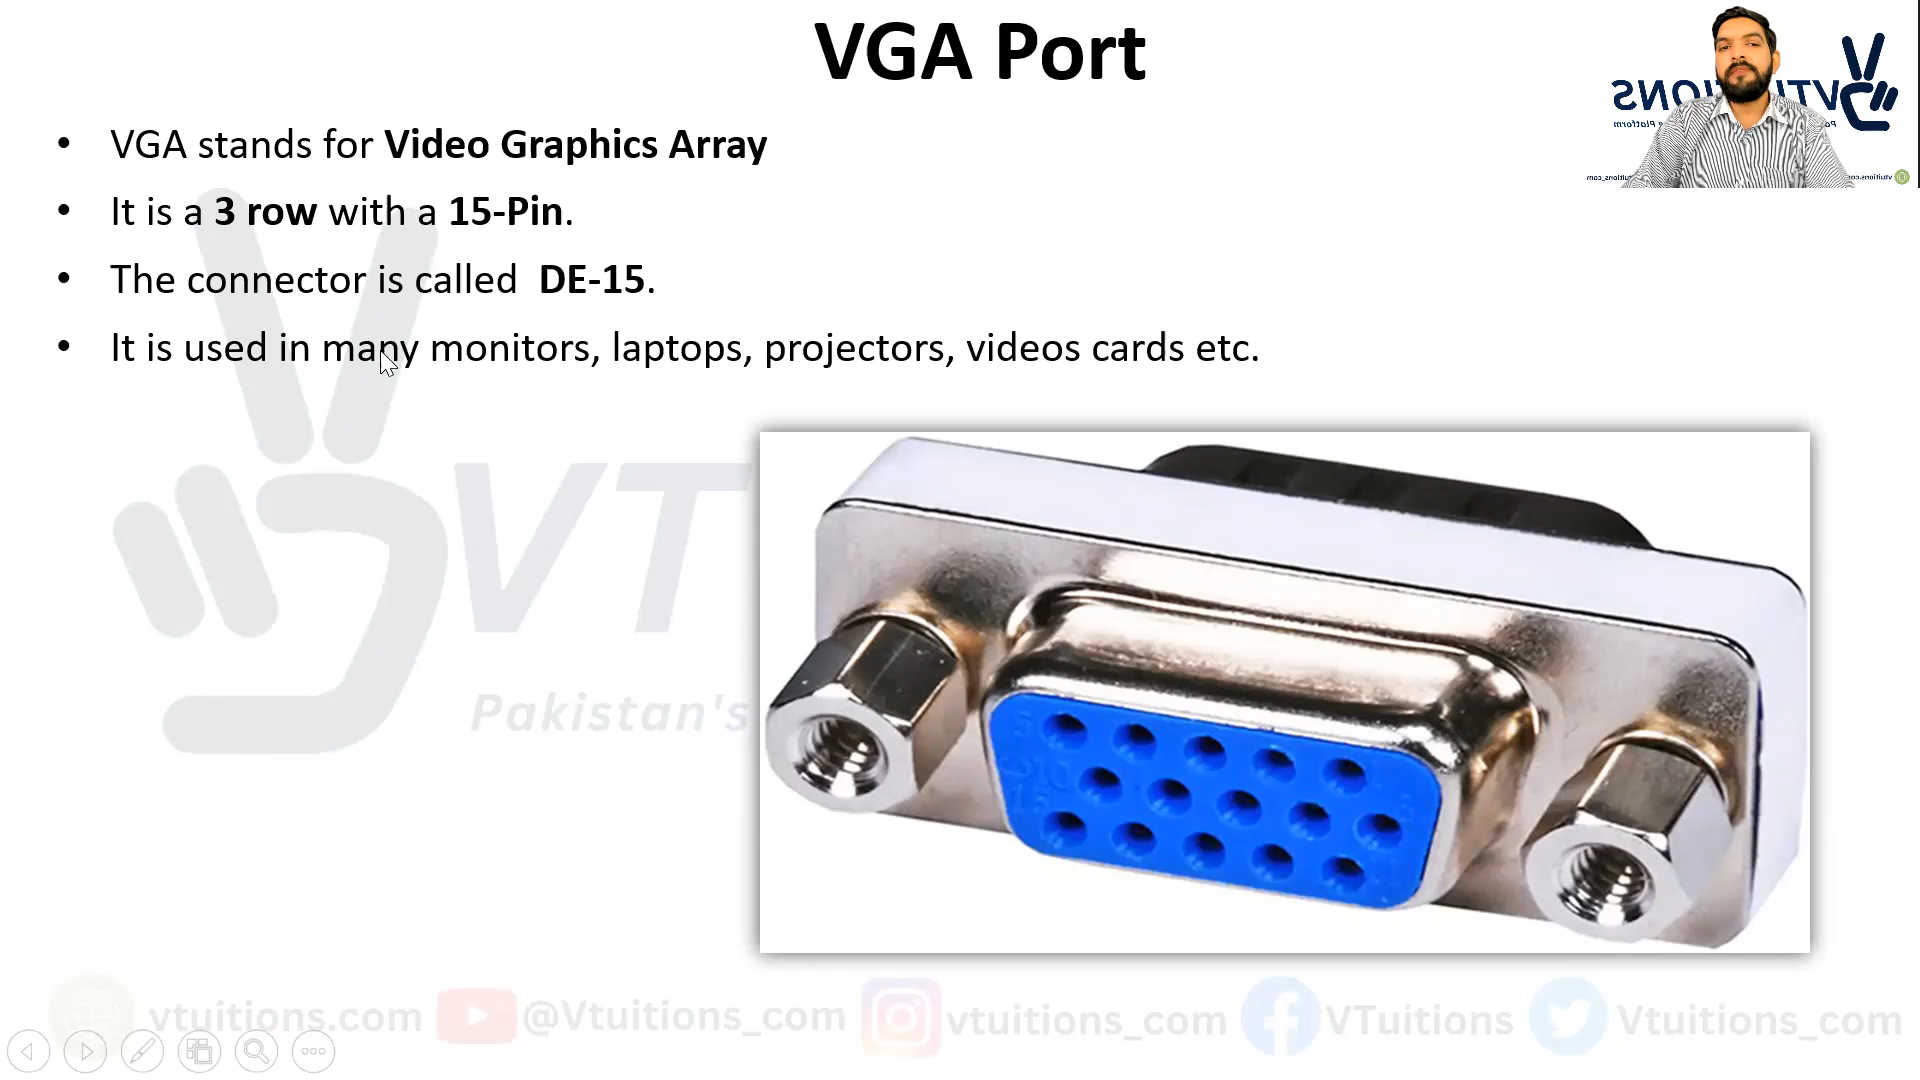 VGA Port
• VGA stands for Video Graphics Array
• It is a 3 row with a 15-Pin.
• The connector is called DE-15.
• It is used in many monitors, laptops, projectors, videos cards etc.
VT
Pakistan's
vtuitions.com @Vtuitions_com vtuitions_com VTuitions Vtuitions_com